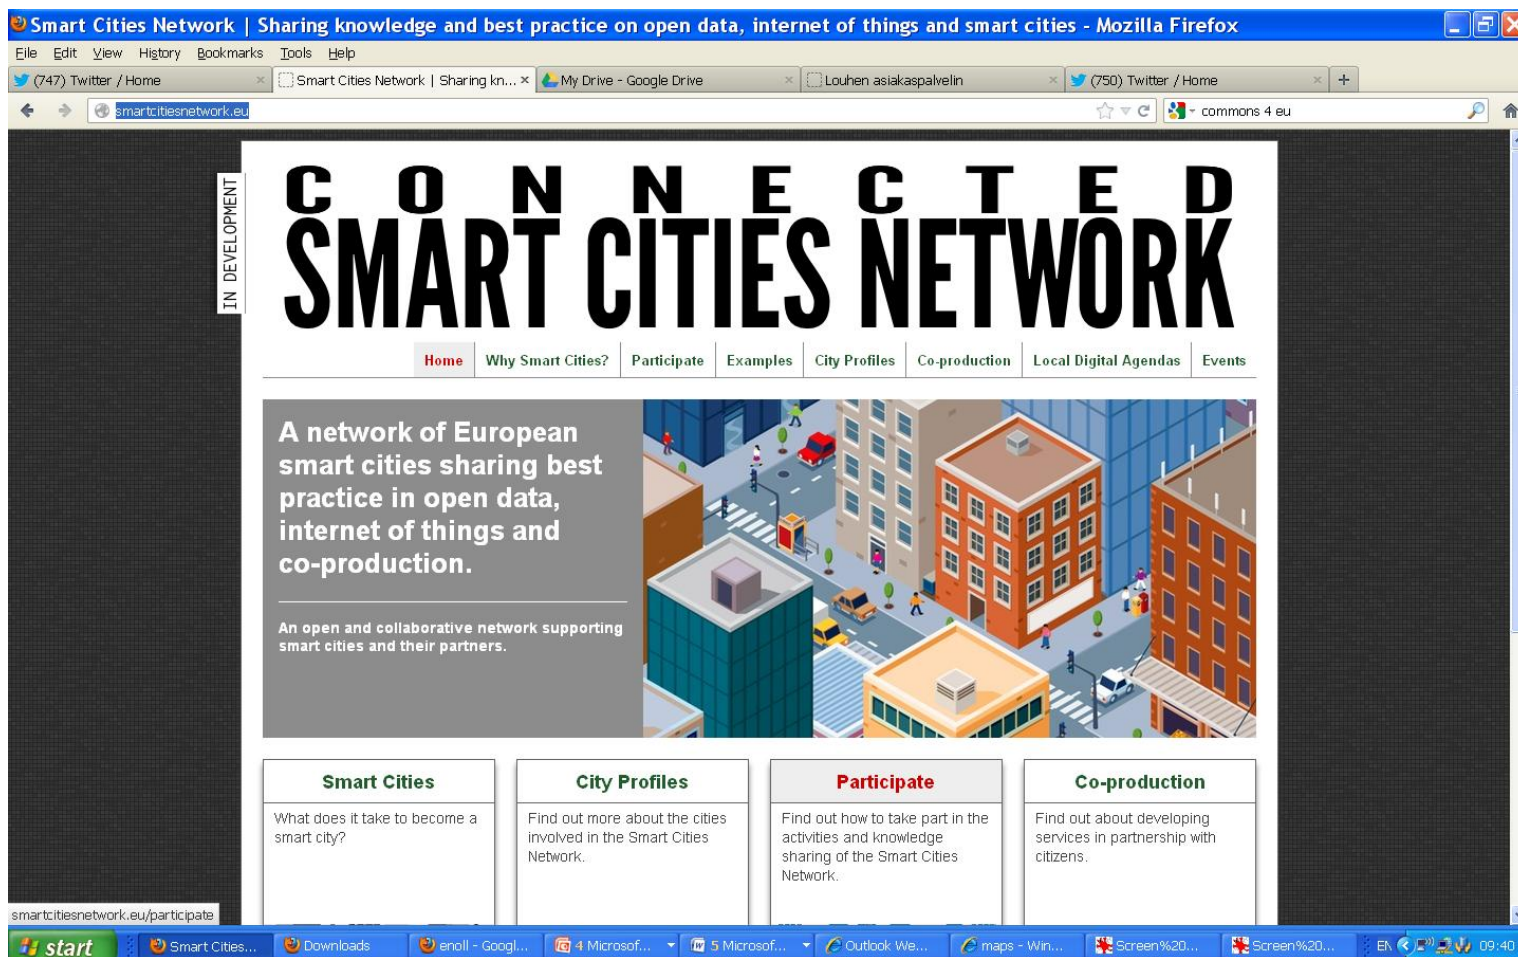 Smart Cities Network | Sharing knowledge and best practice on open data, internet of things and smart cities - Mozilla Firefox
File Edit View History Bookmarks Tools Help
(747) Twitter / Home
Smart Cities Network | Sharing kn...
My Drive - Google Drive
Louhen asiakaspalvelin
(750) Twitter / Home
smartcitiesnetwork.eu
commons 4 eu
IN DEVELOPMENT
CONNECTED
SMART CITIES NETWORK
Home Why Smart Cities? Participate Examples City Profiles Co-production Local Digital Agendas Events
A network of European
smart cities sharing best
practice in open data,
internet of things and
co-production.
An open and collaborative network supporting
smart cities and their partners.
Smart Cities
What does it take to become a
smart city?
City Profiles
Find out more about the cities
involved in the Smart Cities
Network.
Participate
Find out how to take part in the
activities and knowledge
sharing of the Smart Cities
Network.
Co-production
Find out about developing
services in partnership with
citizens.
smartcitiesnetwork.eu/participate
start Smart Cities... Downloads enoll - Googl... 4 Microsof... 5 Microsof... Outlook We... maps - Win... Screen%20... Screen%20... EN 09:40